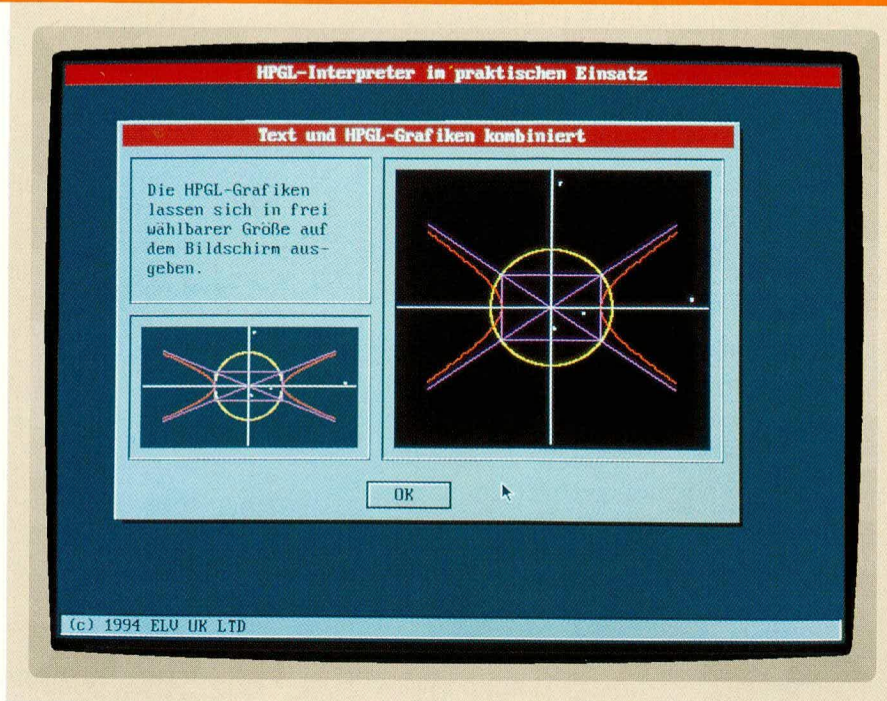 HPGL-Interpreter im praktischen Einsatz
Text und HPGL-Grafiken kombiniert
Die HPGL-Grafiken
lassen sich in frei
wählbarer Größe auf
dem Bildschirm aus-
geben.
OK
(c) 1994 ELV UK LTD